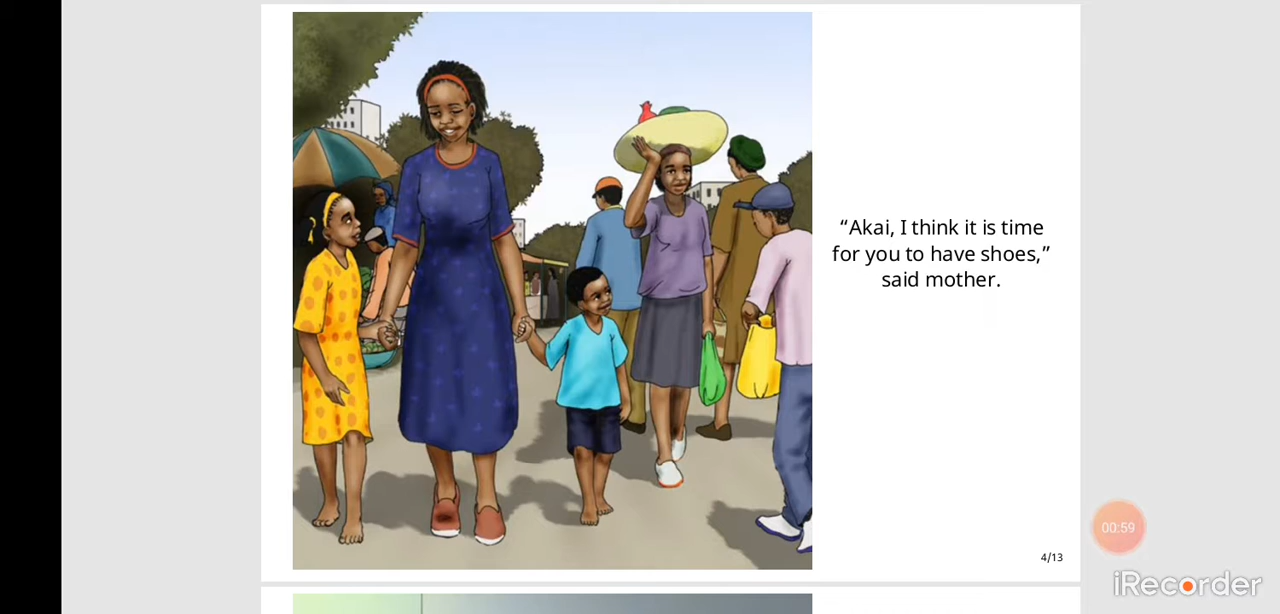 “Akai, I think it is time
for you to have shoes,”
said mother.
00:59
4/13
iRecorder